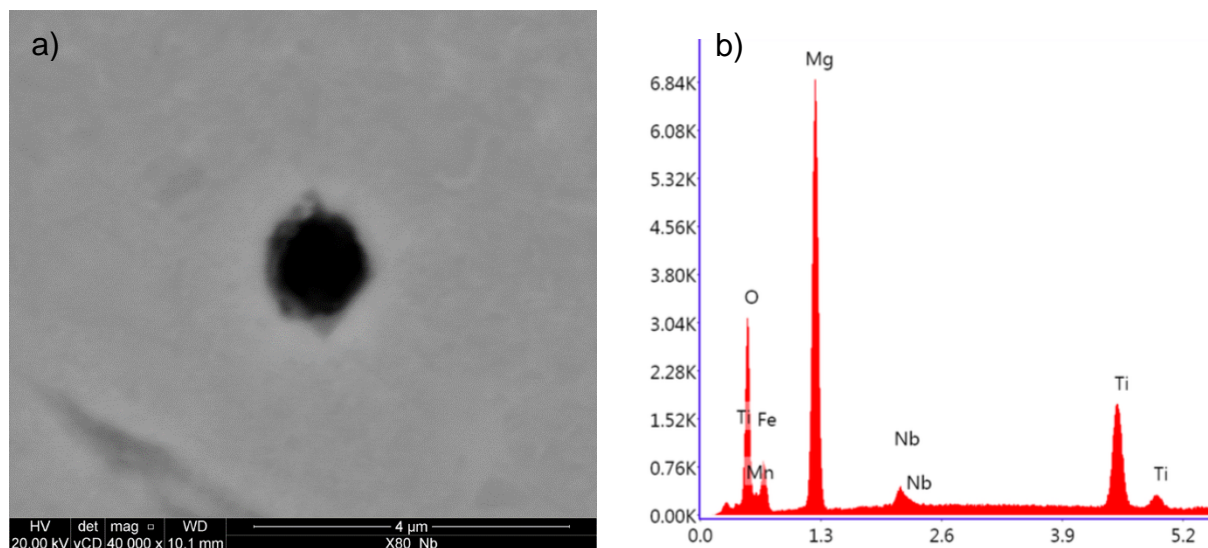 a)
HV det mag □ WD 4 µm
20.00 kV vCD 40 000 x 10.1 mm X80_Nb
b)
Mg
6.84K
6.08K
5.32K
4.56K
3.80K
O
3.04K
2.28K
Ti
1.52K
Ti Fe
Nb
0.76K
Mn
Nb
Ti
0.00K
0.0 1.3 2.6 3.9 5.2